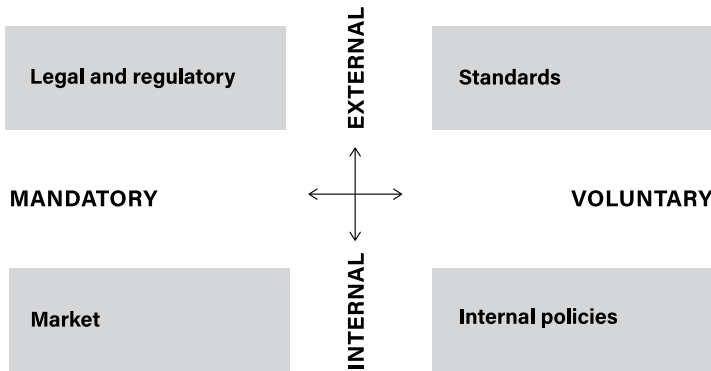 EXTERNAL
Legal and regulatory
Standards
MANDATORY
VOLUNTARY
INTERNAL
Market
Internal policies